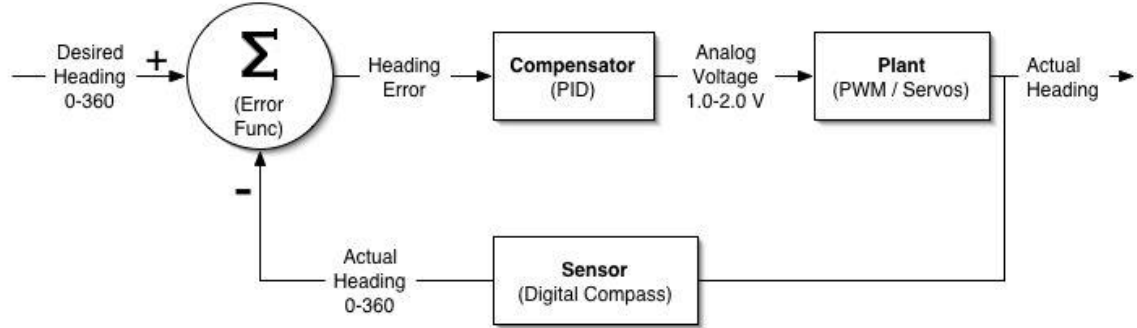 Desired
Heading
0-360
+
Σ
(Error
Func)
Heading
Error
Compensator
(PID)
Analog
Voltage
1.0-2.0 V
Plant
(PWM / Servos)
Actual
Heading
-
Actual
Heading
0-360
Sensor
(Digital Compass)